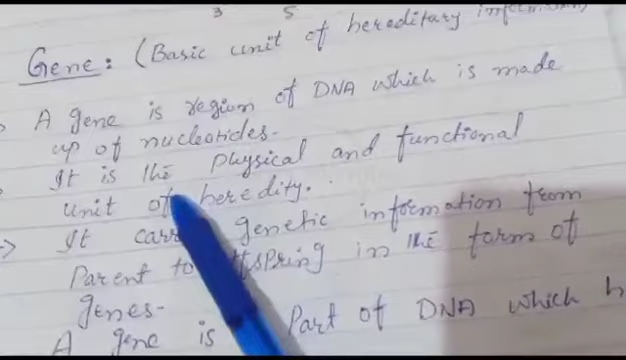 3 5
Gene: (Basic unit of hereditary
A gene is region of DNA which is made
up of nucleotides.
It is the physical and functional
unit of heredity.
=> It genetic information from
Parent to in the form of
genes-
A gene is Part of DNA which